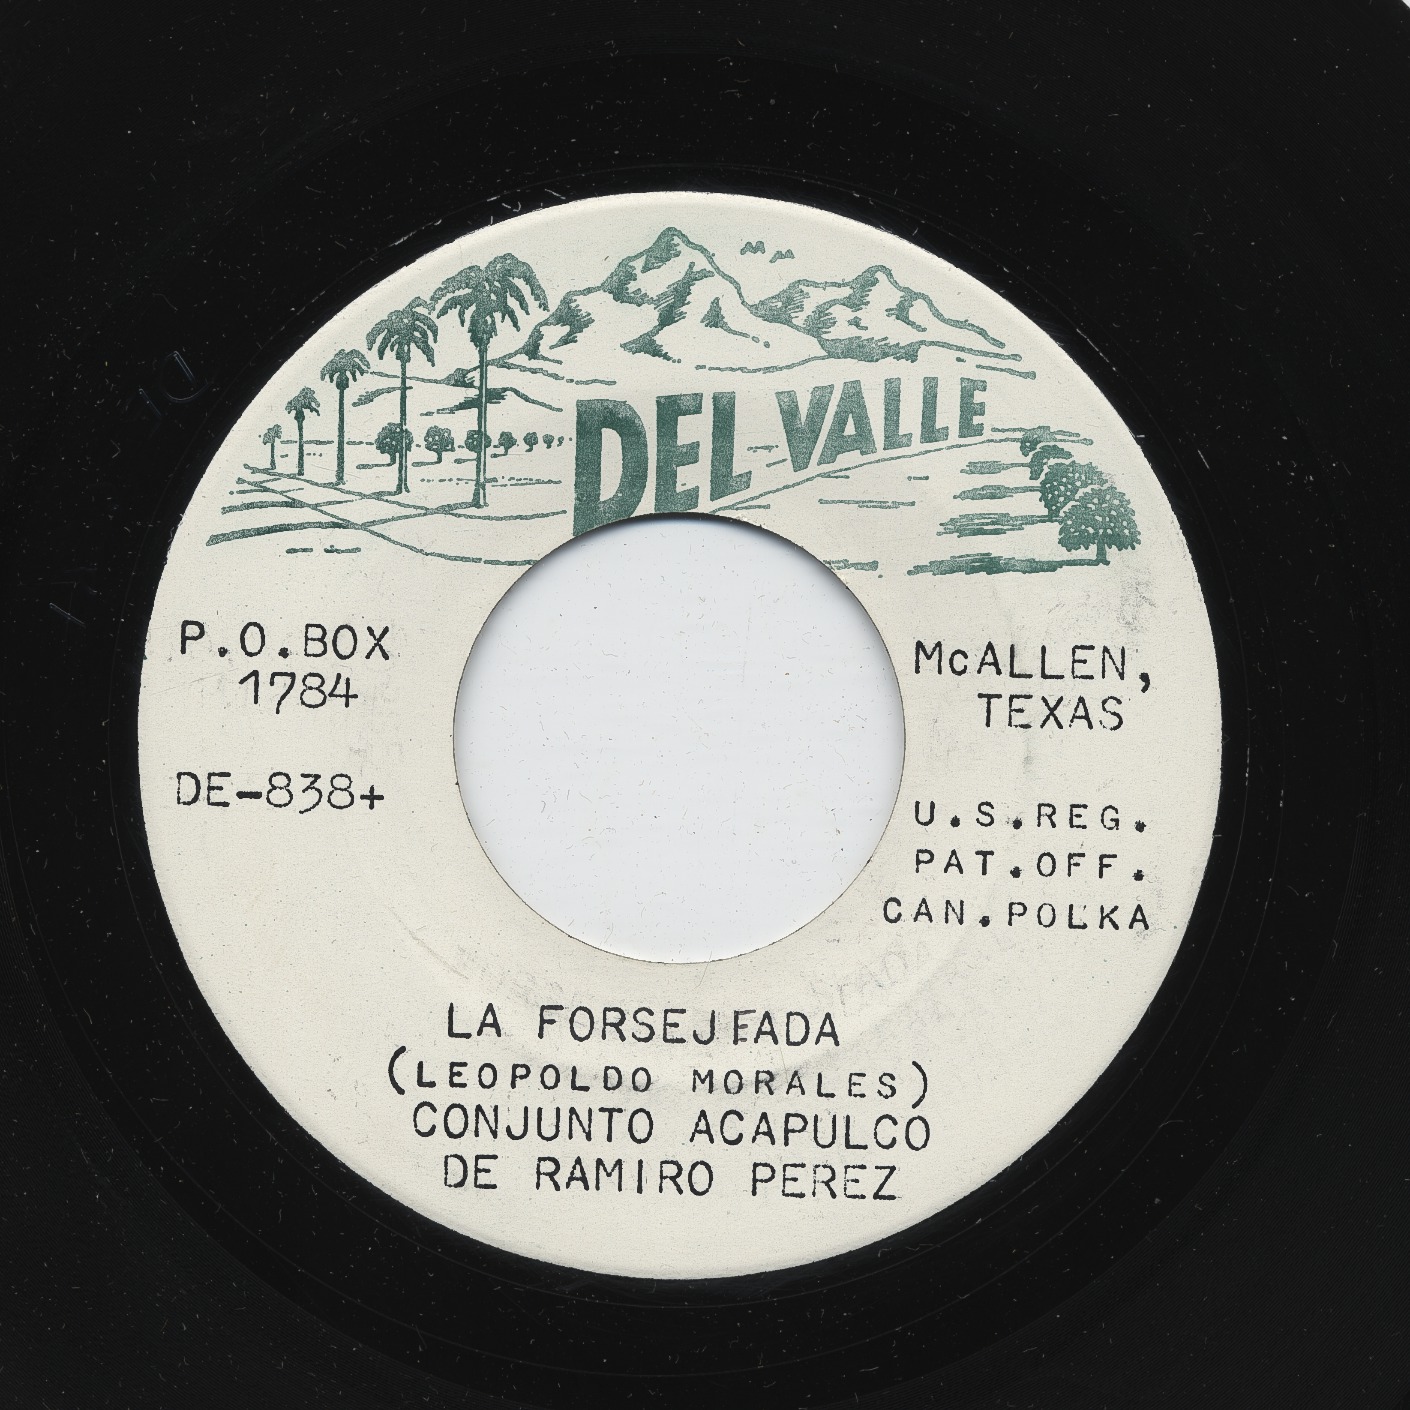 DEL VALLE
P.O.BOX
1784
McALLEN,
TEXAS
DE-838+
U.S.REG.
PAT.OFF.
CAN.POLKA
LA FORSEJEADA
(LEOPOLDO MORALES)
CONJUNTO ACAPULCO
DE RAMIRO PEREZ